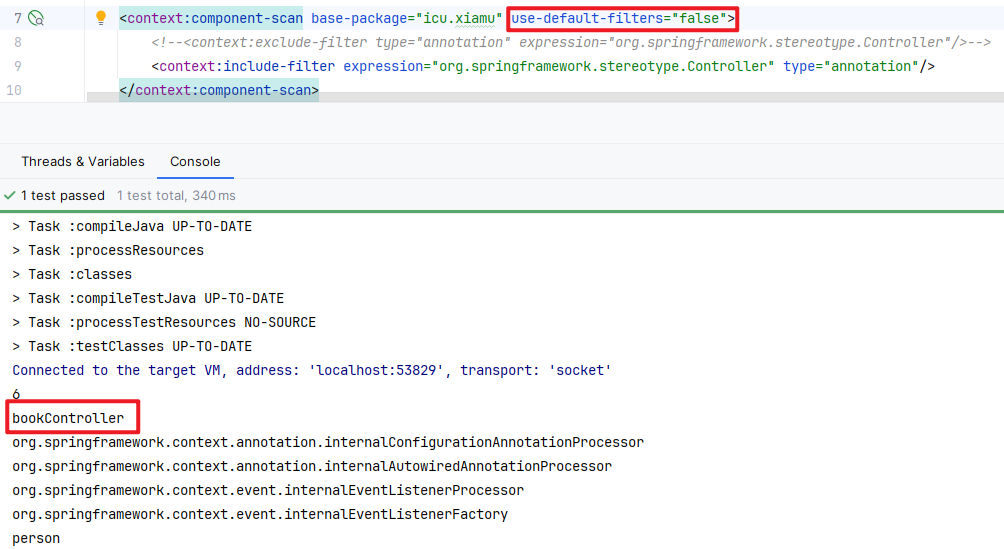 7 <context:component-scan base-package="icu.xiamu" use-default-filters="false">
8 <!--<context:exclude-filter type="annotation" expression="org.springframework.stereotype.Controller"/>-->
9 <context:include-filter expression="org.springframework.stereotype.Controller" type="annotation"/>
10 </context:component-scan>
Threads & Variables Console
1 test passed 1 test total, 340 ms
> Task :compileJava UP-TO-DATE
> Task :processResources
> Task :classes
> Task :compileTestJava UP-TO-DATE
> Task :processTestResources NO-SOURCE
> Task :testClasses UP-TO-DATE
Connected to the target VM, address: 'localhost:53829', transport: 'socket'
6
bookController
org.springframework.context.annotation.internalConfigurationAnnotationProcessor
org.springframework.context.annotation.internalAutowiredAnnotationProcessor
org.springframework.context.event.internalEventListenerProcessor
org.springframework.context.event.internalEventListenerFactory
person